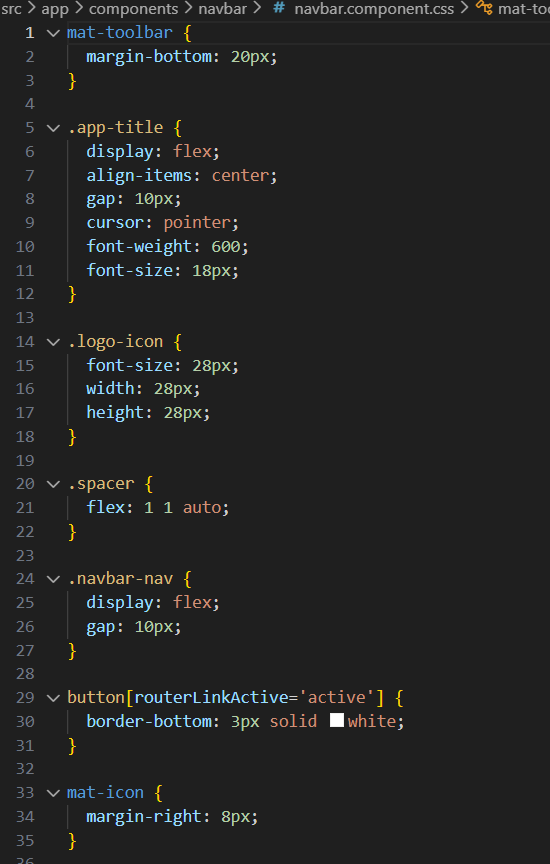 src > app > components > navbar > # navbar.component.css > mat-too
1 mat-toolbar {
2   margin-bottom: 20px;
3 }
4
5 .app-title {
6   display: flex;
7   align-items: center;
8   gap: 10px;
9   cursor: pointer;
10   font-weight: 600;
11   font-size: 18px;
12 }
13
14 .logo-icon {
15   font-size: 28px;
16   width: 28px;
17   height: 28px;
18 }
19
20 .spacer {
21   flex: 1 1 auto;
22 }
23
24 .navbar-nav {
25   display: flex;
26   gap: 10px;
27 }
28
29 button[routerLinkActive='active'] {
30   border-bottom: 3px solid white;
31 }
32
33 mat-icon {
34   margin-right: 8px;
35 }
36